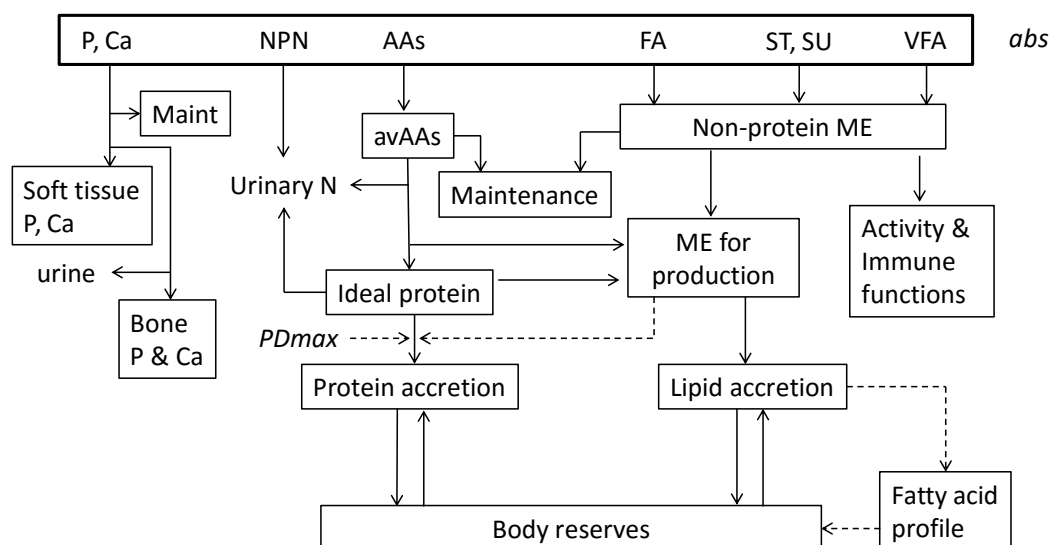 P, Ca NPN AAs FA ST, SU VFA abs
Maint
avAAs
Non-protein ME
Soft tissue
P, Ca
Urinary N
Maintenance
ME for
production
Activity &
Immune
functions
urine
Ideal protein
Bone
P & Ca
PDmax
Protein accretion
Lipid accretion
Fatty acid
profile
Body reserves